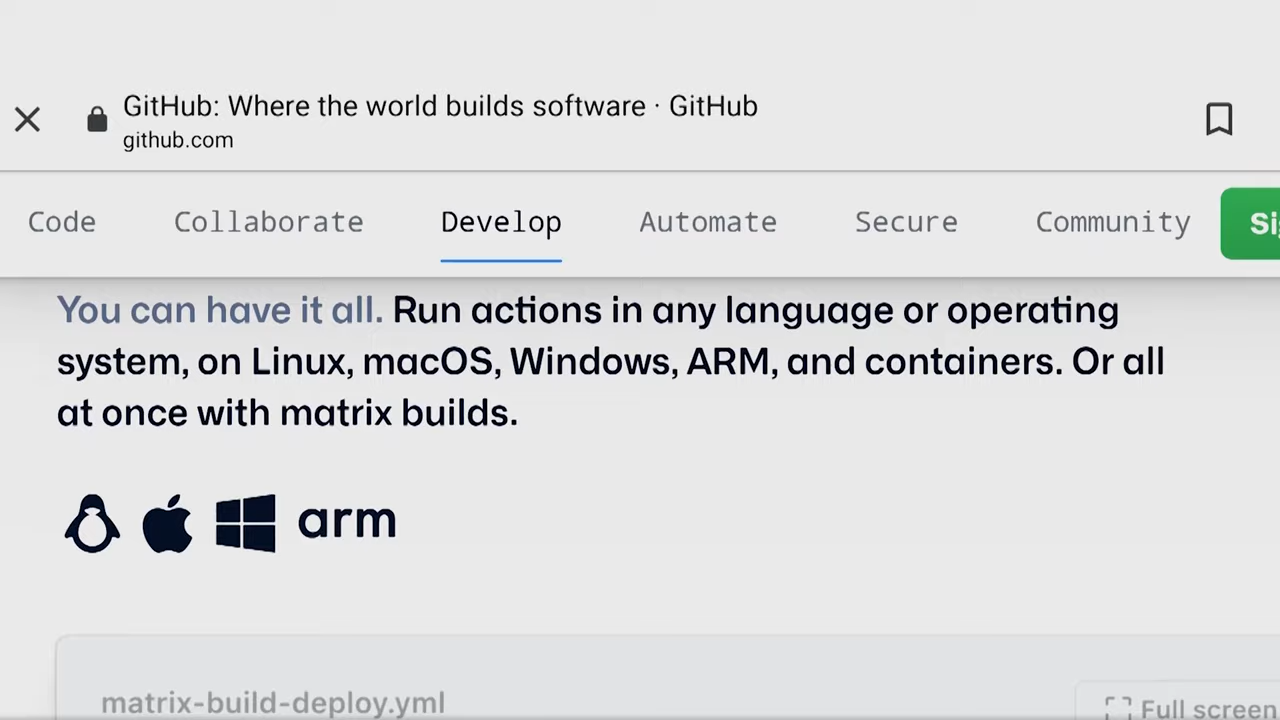 GitHub: Where the world builds software · GitHub
github.com
Code Collaborate Develop Automate Secure Community Si
You can have it all. Run actions in any language or operating
system, on Linux, macOS, Windows, ARM, and containers. Or all
at once with matrix builds.
arm
matrix-build-deploy.yml Full screen